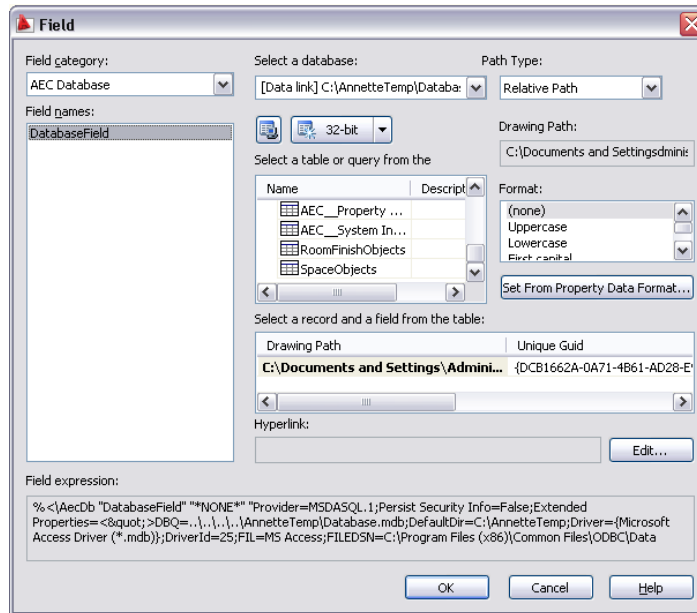 Field
Field category:
AEC Database
Field names:
DatabaseField
Select a database:
[Data link] C:\AnnetteTemp\Databas
Path Type:
Relative Path
32-bit
Drawing Path:
C:\Documents and Settingsdminis
Select a table or query from the
Name Descript
AEC__Property ...
AEC__System In...
RoomFinishObjects
SpaceObjects
Format:
(none)
Uppercase
Lowercase
First capital
Set From Property Data Format...
Select a record and a field from the table:
Drawing Path Unique Guid
C:\Documents and Settings\Admini... {DCB1662A-0A71-4B61-AD28-E
Hyperlink:
Edit...
Field expression:
%<\AecDb "DatabaseField" "*NONE*" "Provider=MSDASQL.1;Persist Security Info=False;Extended
Properties=<&quot;>DBQ=..\..\..\..\AnnetteTemp\Database.mdb;DefaultDir=C:\AnnetteTemp;Driver={Microsoft
Access Driver (*.mdb)};DriverId=25;FIL=MS Access;FILEDSN=C:\Program Files (x86)\Common Files\ODBC\Data
OK Cancel Help